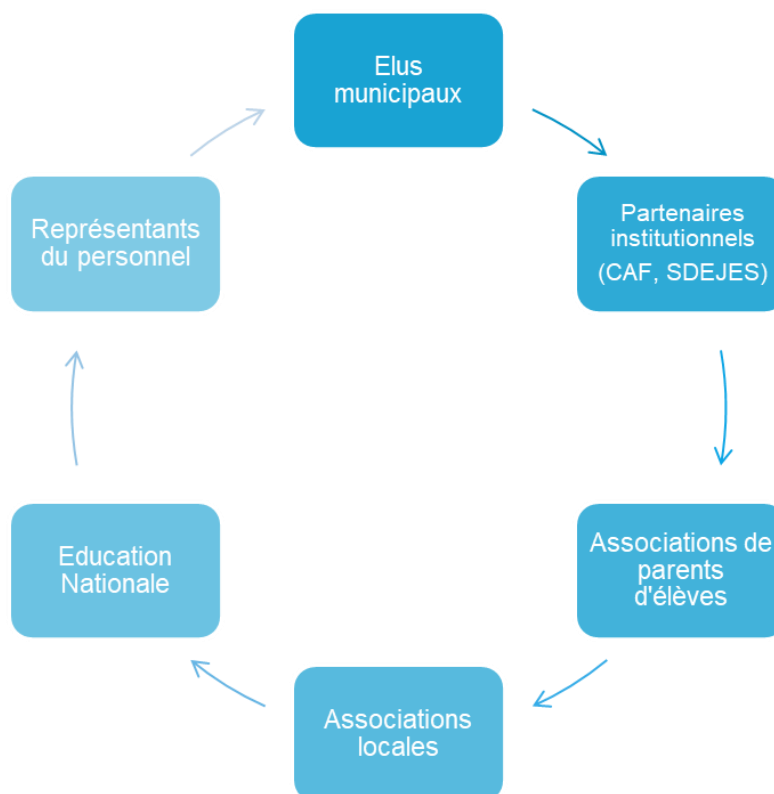 Elus
municipaux
Partenaires
institutionnels
(CAF, SDEJES)
Associations de
parents
d'élèves
Associations
locales
Education
Nationale
Représentants
du personnel